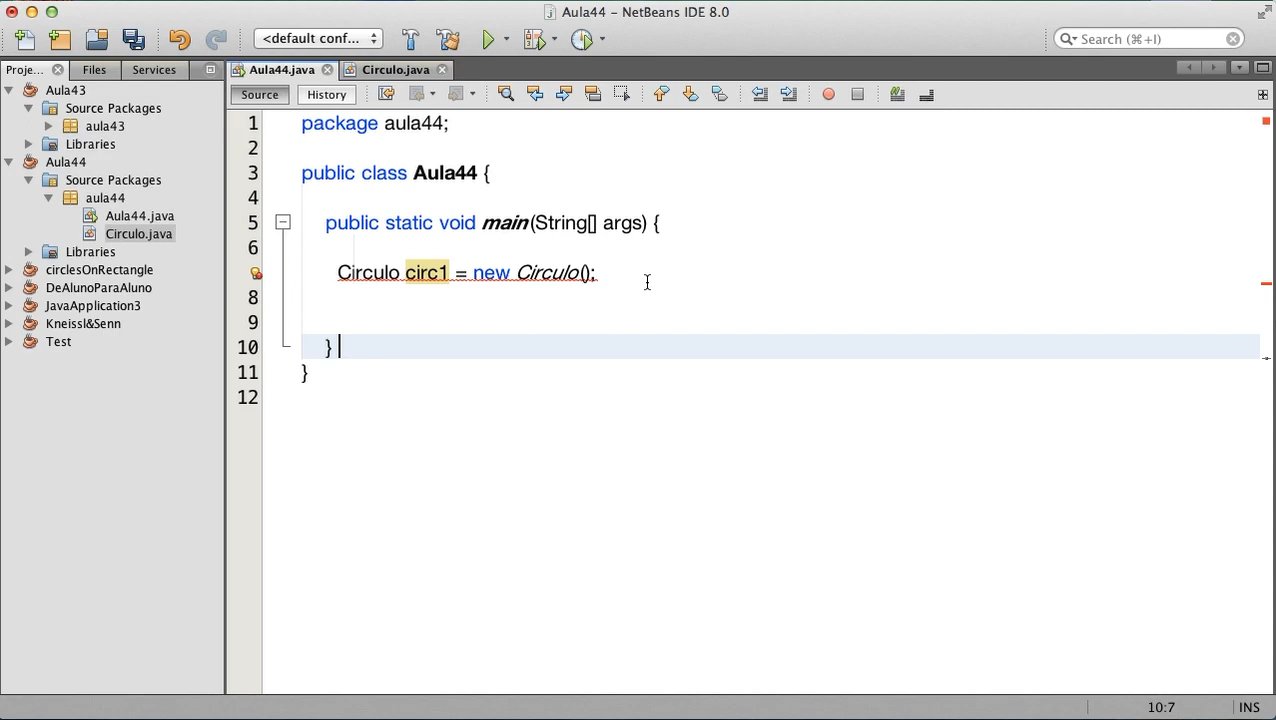 Aula44 - NetBeans IDE 8.0
<default conf...
Search (⌘+I)
Proje...
Files
Services
Aula44.java
Circulo.java
Source
History
Aula43
Source Packages
aula43
Libraries
Aula44
Source Packages
aula44
Aula44.java
Circulo.java
Libraries
circlesOnRectangle
DeAlunoParaAluno
JavaApplication3
Kneissl&Senn
Test
1 package aula44;
2
3 public class Aula44 {
4
5 public static void main(String[] args) {
6
Circulo circ1 = new Circulo();
8
9
10 }
11 }
12
10:7
INS